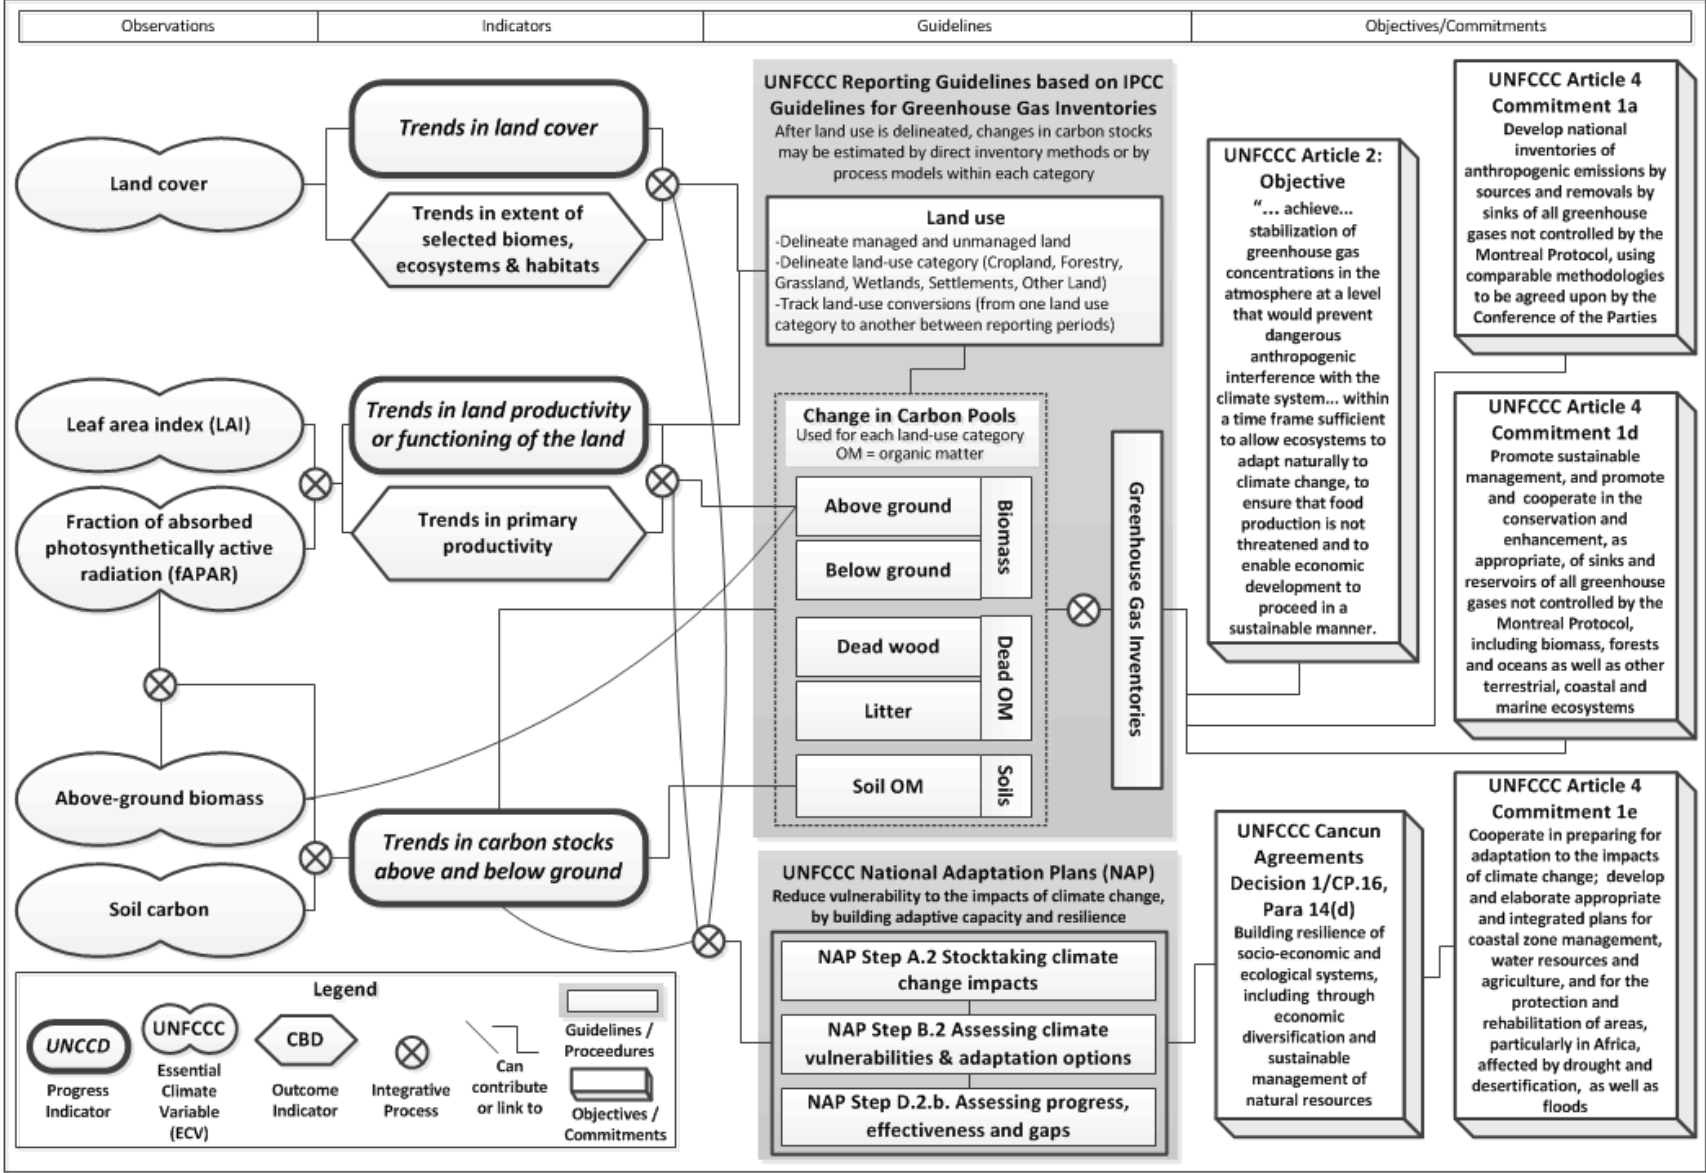 Observations
Indicators
Guidelines
Objectives/Commitments
Land cover
Leaf area index (LAI)
Fraction of absorbed
photosynthetically active
radiation (fAPAR)
Above-ground biomass
Soil carbon
Trends in land cover
Trends in extent of
selected biomes,
ecosystems & habitats
Trends in land productivity
or functioning of the land
Trends in primary
productivity
Trends in carbon stocks
above and below ground
UNFCCC Reporting Guidelines based on IPCC
Guidelines for Greenhouse Gas Inventories
After land use is delineated, changes in carbon stocks
may be estimated by direct inventory methods or by
process models within each category
Land use
-Delineate managed and unmanaged land
-Delineate land-use category (Cropland, Forestry,
Grassland, Wetlands, Settlements, Other Land)
-Track land-use conversions (from one land use
category to another between reporting periods)
Change in Carbon Pools
Used for each land-use category
OM = organic matter
Above ground
Below ground
Biomass
Dead wood
Litter
Dead OM
Soil OM
Soils
Greenhouse Gas Inventories
UNFCCC National Adaptation Plans (NAP)
Reduce vulnerability to the impacts of climate change,
by building adaptive capacity and resilience
NAP Step A.2 Stocktaking climate
change impacts
NAP Step B.2 Assessing climate
vulnerabilities & adaptation options
NAP Step D.2.b. Assessing progress,
effectiveness and gaps
UNFCCC Article 2:
Objective
“... achieve...
stabilization of
greenhouse gas
concentrations in the
atmosphere at a level
that would prevent
dangerous
anthropogenic
interference with the
climate system... within
a time frame sufficient
to allow ecosystems to
adapt naturally to
climate change, to
ensure that food
production is not
threatened and to
enable economic
development to
proceed in a
sustainable manner.
UNFCCC Article 4
Commitment 1a
Develop national
inventories of
anthropogenic emissions by
sources and removals by
sinks of all greenhouse
gases not controlled by the
Montreal Protocol, using
comparable methodologies
to be agreed upon by the
Conference of the Parties
UNFCCC Article 4
Commitment 1d
Promote sustainable
management, and promote
and cooperate in the
conservation and
enhancement, as
appropriate, of sinks and
reservoirs of all greenhouse
gases not controlled by the
Montreal Protocol,
including biomass, forests
and oceans as well as other
terrestrial, coastal and
marine ecosystems
UNFCCC Cancun
Agreements
Decision 1/CP.16,
Para 14(d)
Building resilience of
socio-economic and
ecological systems,
including through
economic
diversification and
sustainable
management of
natural resources
UNFCCC Article 4
Commitment 1e
Cooperate in preparing for
adaptation to the impacts
of climate change; develop
and elaborate appropriate
and integrated plans for
coastal zone management,
water resources and
agriculture, and for the
protection and
rehabilitation of areas,
particularly in Africa,
affected by drought and
desertification, as well as
floods
Legend
UNCCD
Progress
Indicator
UNFCCC
Essential
Climate
Variable
(ECV)
CBD
Outcome
Indicator
Integrative
Process
Can
contribute
or link to
Guidelines /
Proceedures
Objectives /
Commitments